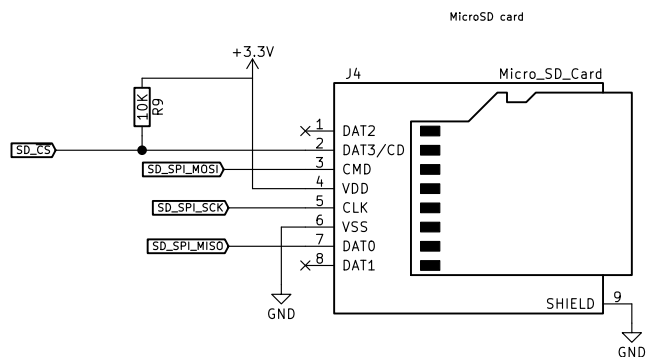 MicroSD card
+3.3V
J4
Micro_SD_Card
10K
R9
1
DAT2
SD_CS
2
DAT3/CD
SD_SPI_MOSI
3
CMD
4
VDD
SD_SPI_SCK
5
CLK
6
VSS
SD_SPI_MISO
7
DAT0
8
DAT1
SHIELD
9
GND
GND